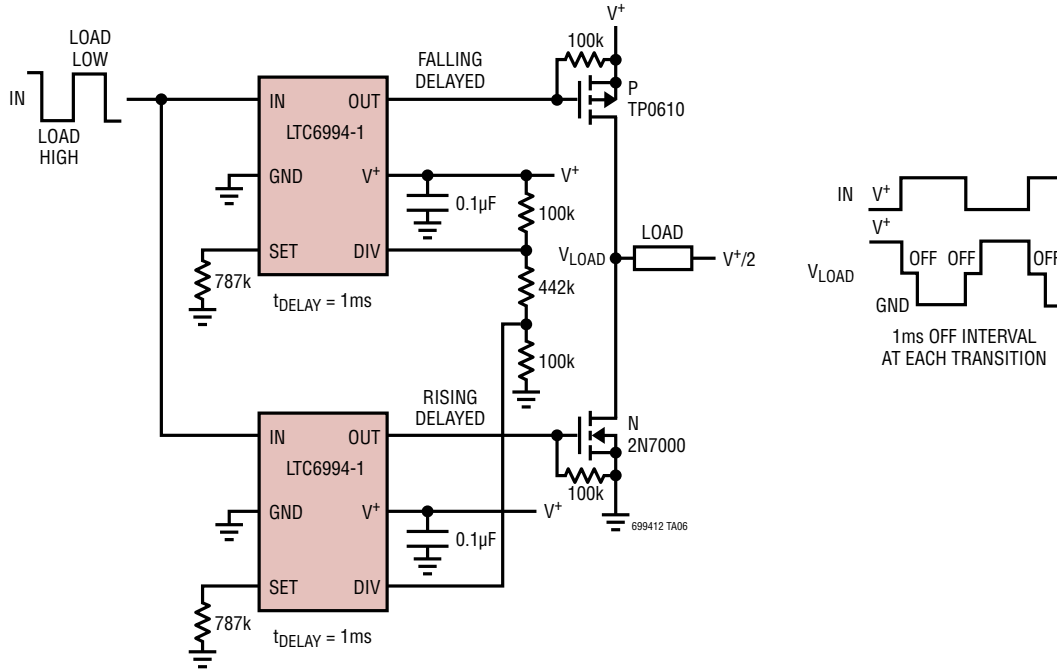 LOAD
LOW
IN
LOAD
HIGH
IN
OUT
LTC6994-1
GND
V+
SET
DIV
787k
tDELAY = 1ms
FALLING
DELAYED
0.1µF
V+
100k
442k
100k
V+
100k
P
TP0610
VLOAD
LOAD
V+/2
IN
OUT
LTC6994-1
GND
V+
SET
DIV
787k
tDELAY = 1ms
RISING
DELAYED
0.1µF
V+
N
2N7000
100k
699412 TA06
IN
V+
V+
VLOAD
OFF
OFF
OFF
GND
1ms OFF INTERVAL
AT EACH TRANSITION